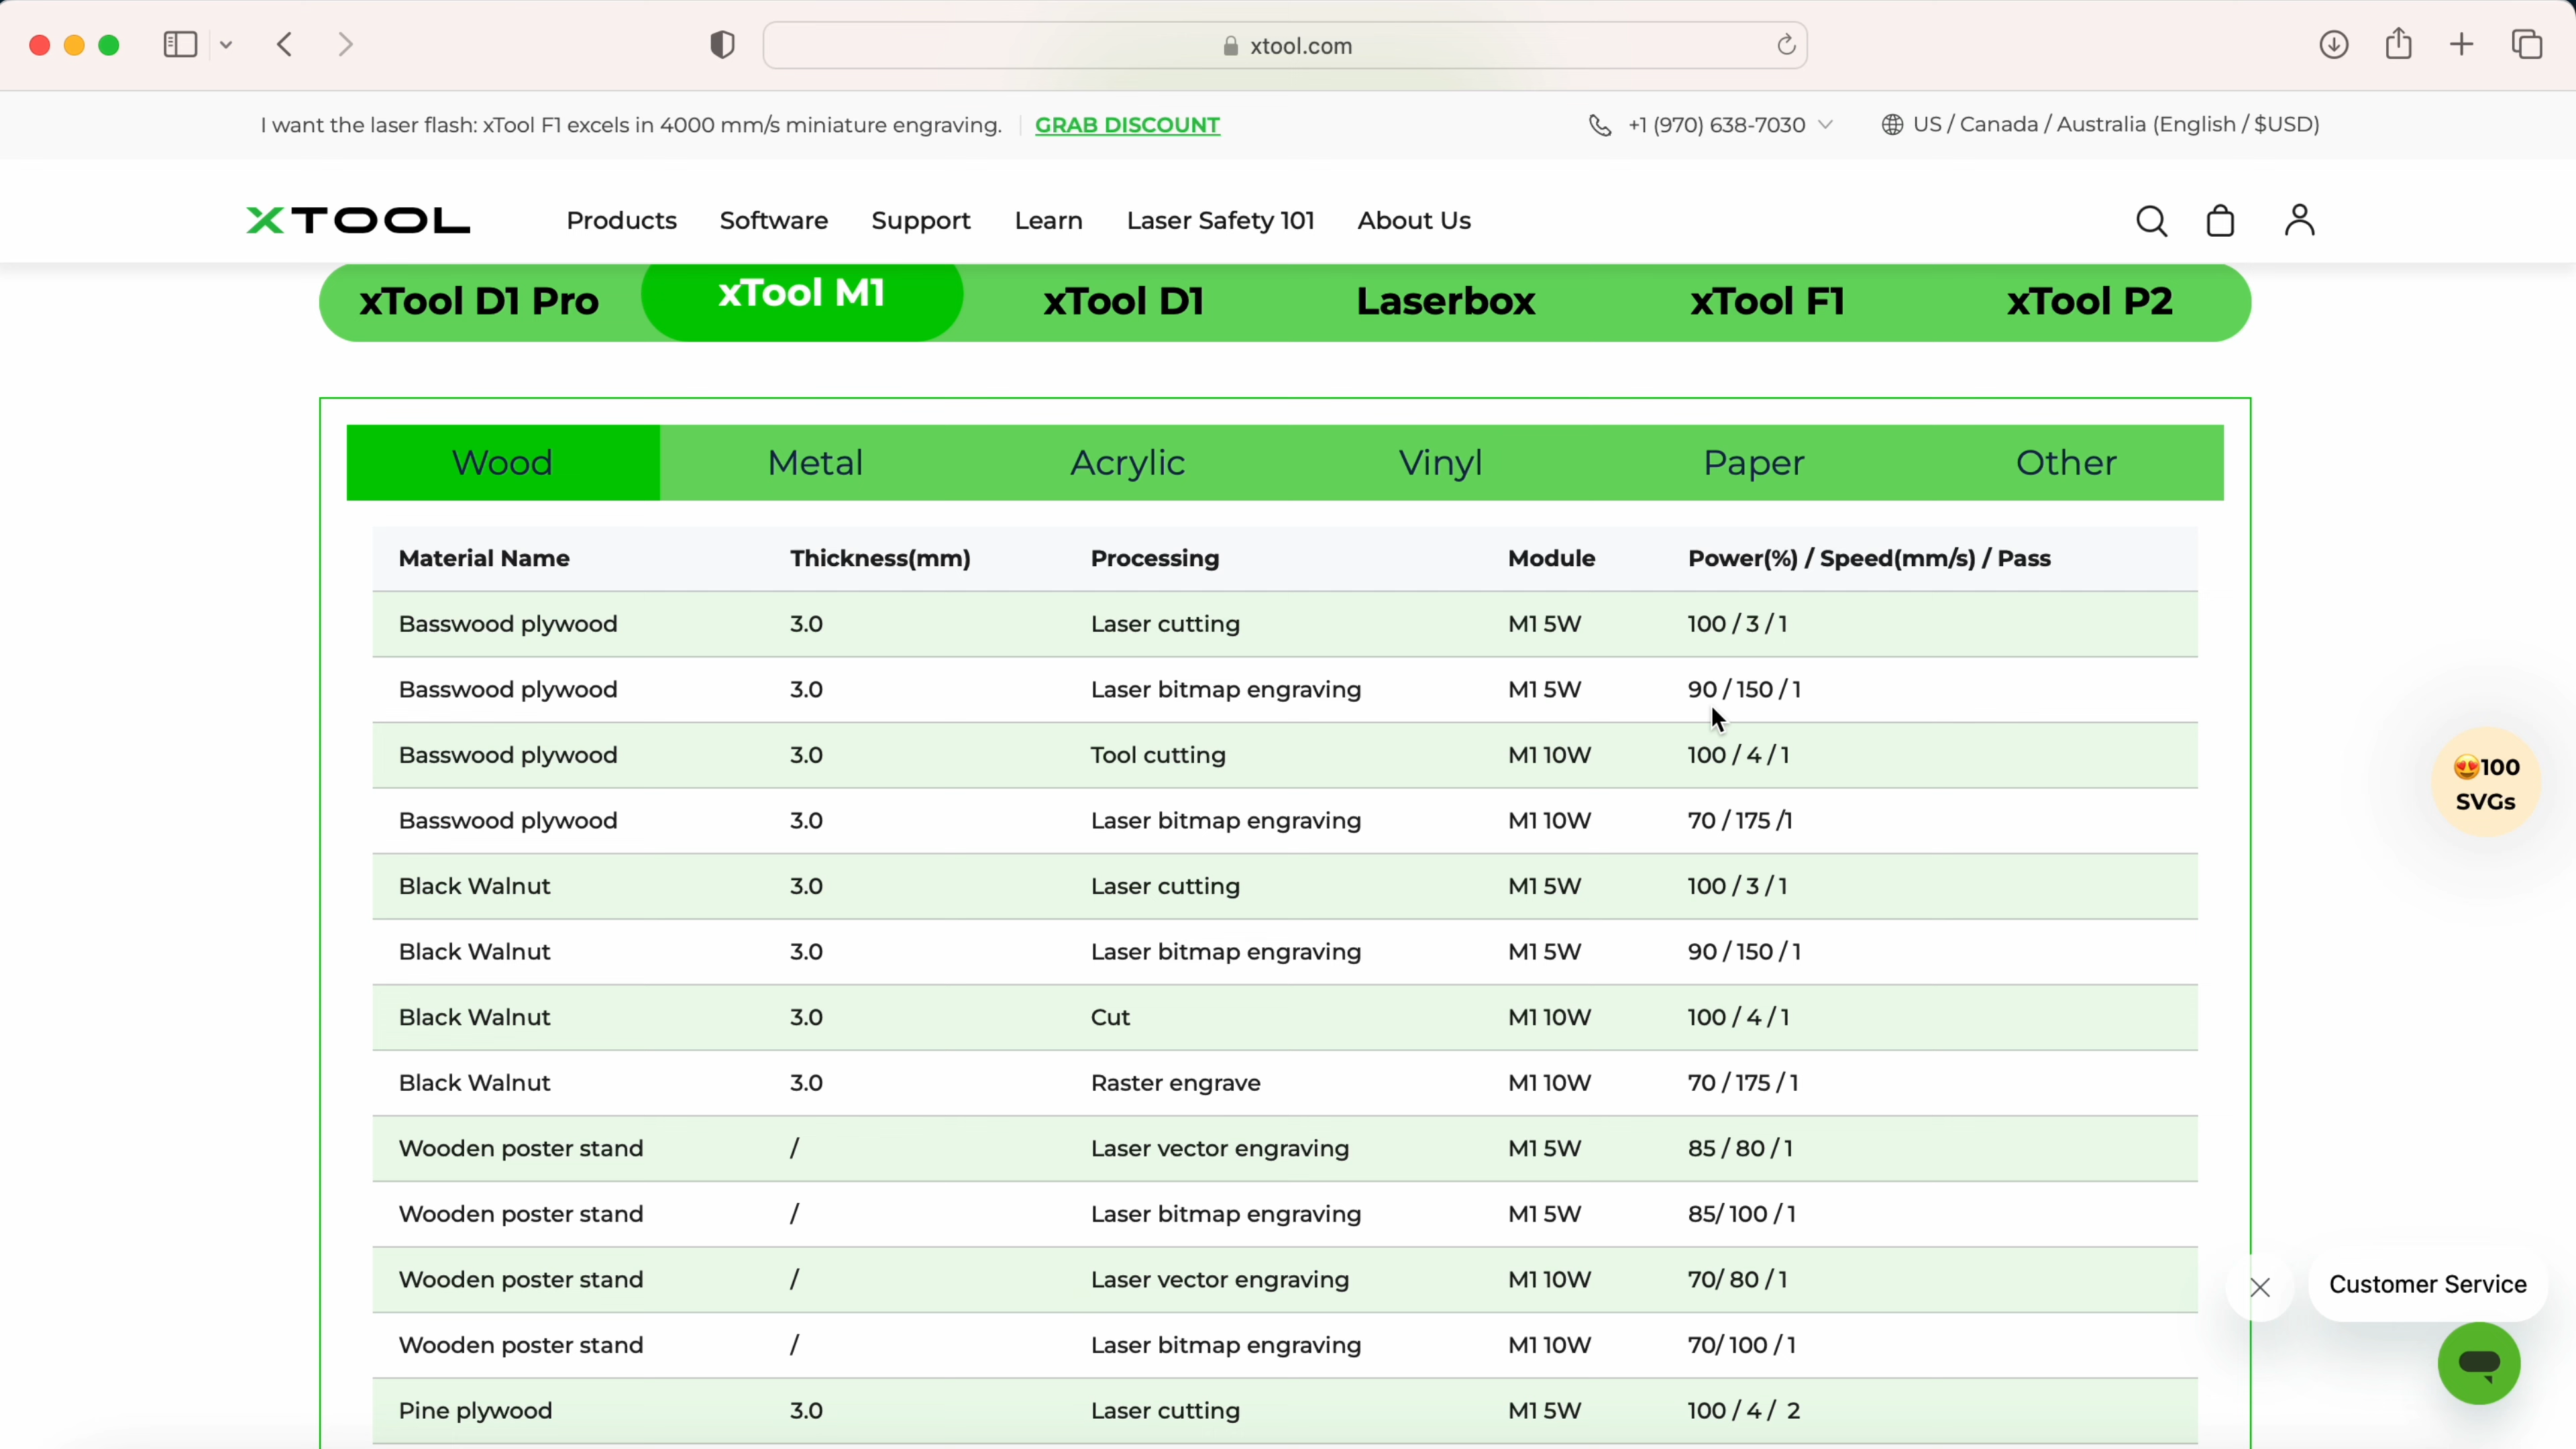 xtool.com
I want the laser flash: xTool F1 excels in 4000 mm/s miniature engraving. GRAB DISCOUNT +1 (970) 638-7030 US / Canada / Australia (English / $USD)
XTOOL Products Software Support Learn Laser Safety 101 About Us
xTool D1 Pro xTool M1 xTool D1 Laserbox xTool F1 xTool P2
Wood Metal Acrylic Vinyl Paper Other
Material Name Thickness(mm) Processing Module Power(%) / Speed(mm/s) / Pass
Basswood plywood 3.0 Laser cutting M1 5W 100 / 3 / 1
Basswood plywood 3.0 Laser bitmap engraving M1 5W 90 / 150 / 1
Basswood plywood 3.0 Tool cutting M1 10W 100 / 4 / 1
Basswood plywood 3.0 Laser bitmap engraving M1 10W 70 / 175 /1
Black Walnut 3.0 Laser cutting M1 5W 100 / 3 / 1
Black Walnut 3.0 Laser bitmap engraving M1 5W 90 / 150 / 1
Black Walnut 3.0 Cut M1 10W 100 / 4 / 1
Black Walnut 3.0 Raster engrave M1 10W 70 / 175 / 1
Wooden poster stand / Laser vector engraving M1 5W 85 / 80 / 1
Wooden poster stand / Laser bitmap engraving M1 5W 85/ 100 / 1
Wooden poster stand / Laser vector engraving M1 10W 70/ 80 / 1
Wooden poster stand / Laser bitmap engraving M1 10W 70/ 100 / 1
Pine plywood 3.0 Laser cutting M1 5W 100 / 4 / 2
😍100
SVGs
Customer Service